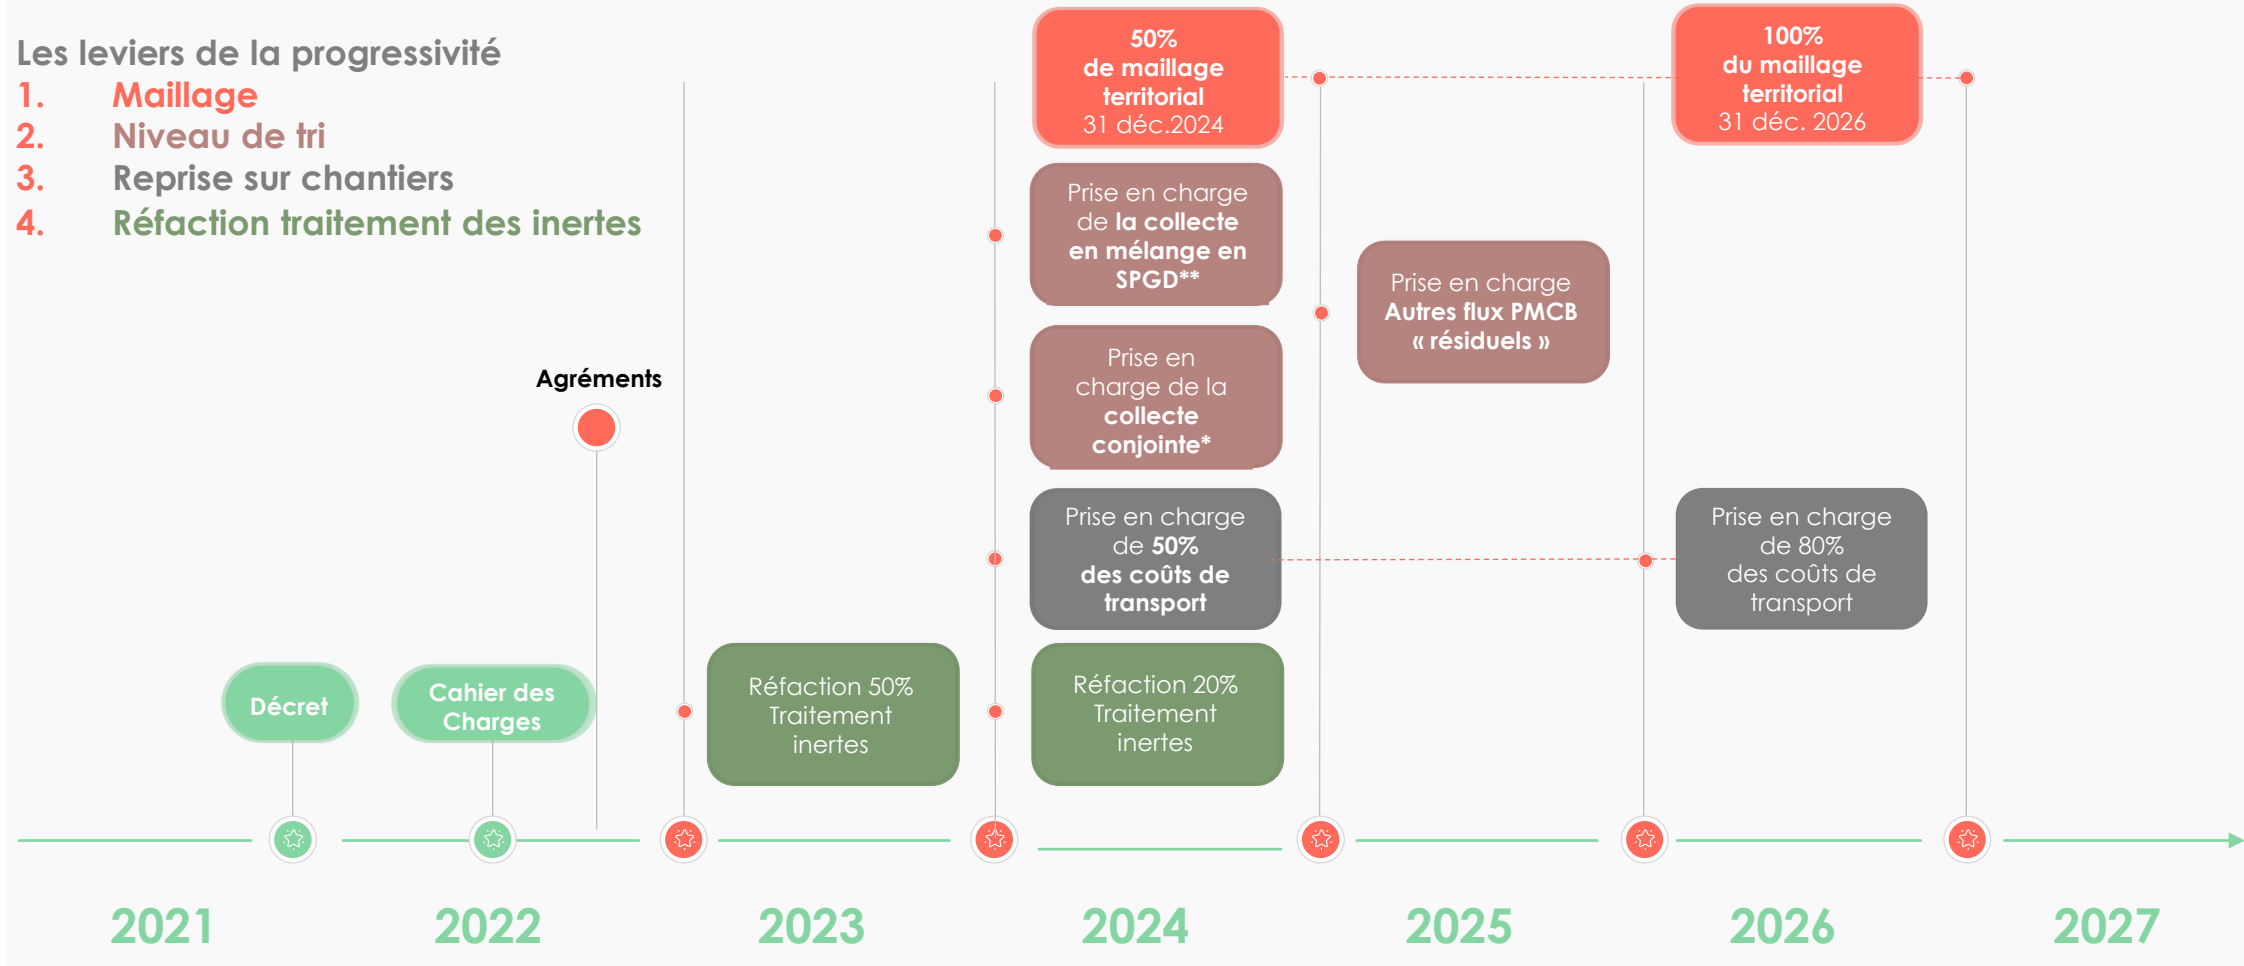 Les leviers de la progressivité
1. Maillage
2. Niveau de tri
3. Reprise sur chantiers
4. Réfaction traitement des inertes
50%
de maillage
territorial
31 déc.2024
100%
du maillage
territorial
31 déc. 2026
Prise en charge
de la collecte
en mélange en
SPGD**
Prise en charge
Autres flux PMCB
« résiduels »
Prise en
charge de la
collecte
conjointe*
Agréments
Prise en charge
de 50%
des coûts de
transport
Prise en charge
de 80%
des coûts de
transport
Décret
Cahier des
Charges
Réfaction 50%
Traitement
inertes
Réfaction 20%
Traitement
inertes
2021
2022
2023
2024
2025
2026
2027